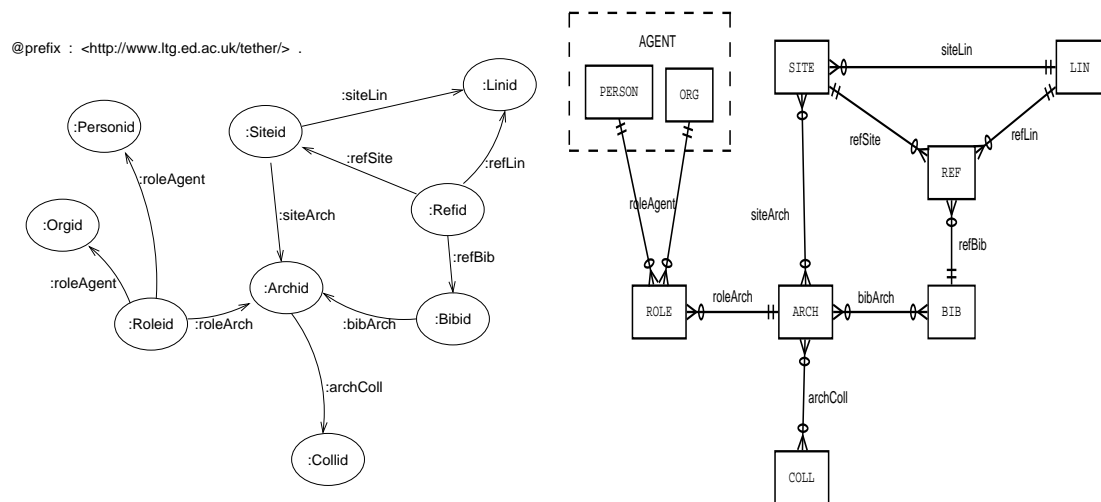 @prefix : <http://www.ltg.ed.ac.uk/tether/> .
:Linid
:siteLin
:Siteid
:Personid
:refSite
:refLin
:roleAgent
:Refid
:siteArch
:Orgid
:refBib
:roleAgent
:Archid
:Roleid
:roleArch
:bibArch
:Bibid
:archColl
:Collid
AGENT
PERSON
ORG
SITE
siteLin
LIN
refSite
refLin
REF
roleAgent
siteArch
refBib
ROLE
roleArch
ARCH
bibArch
BIB
archColl
COLL